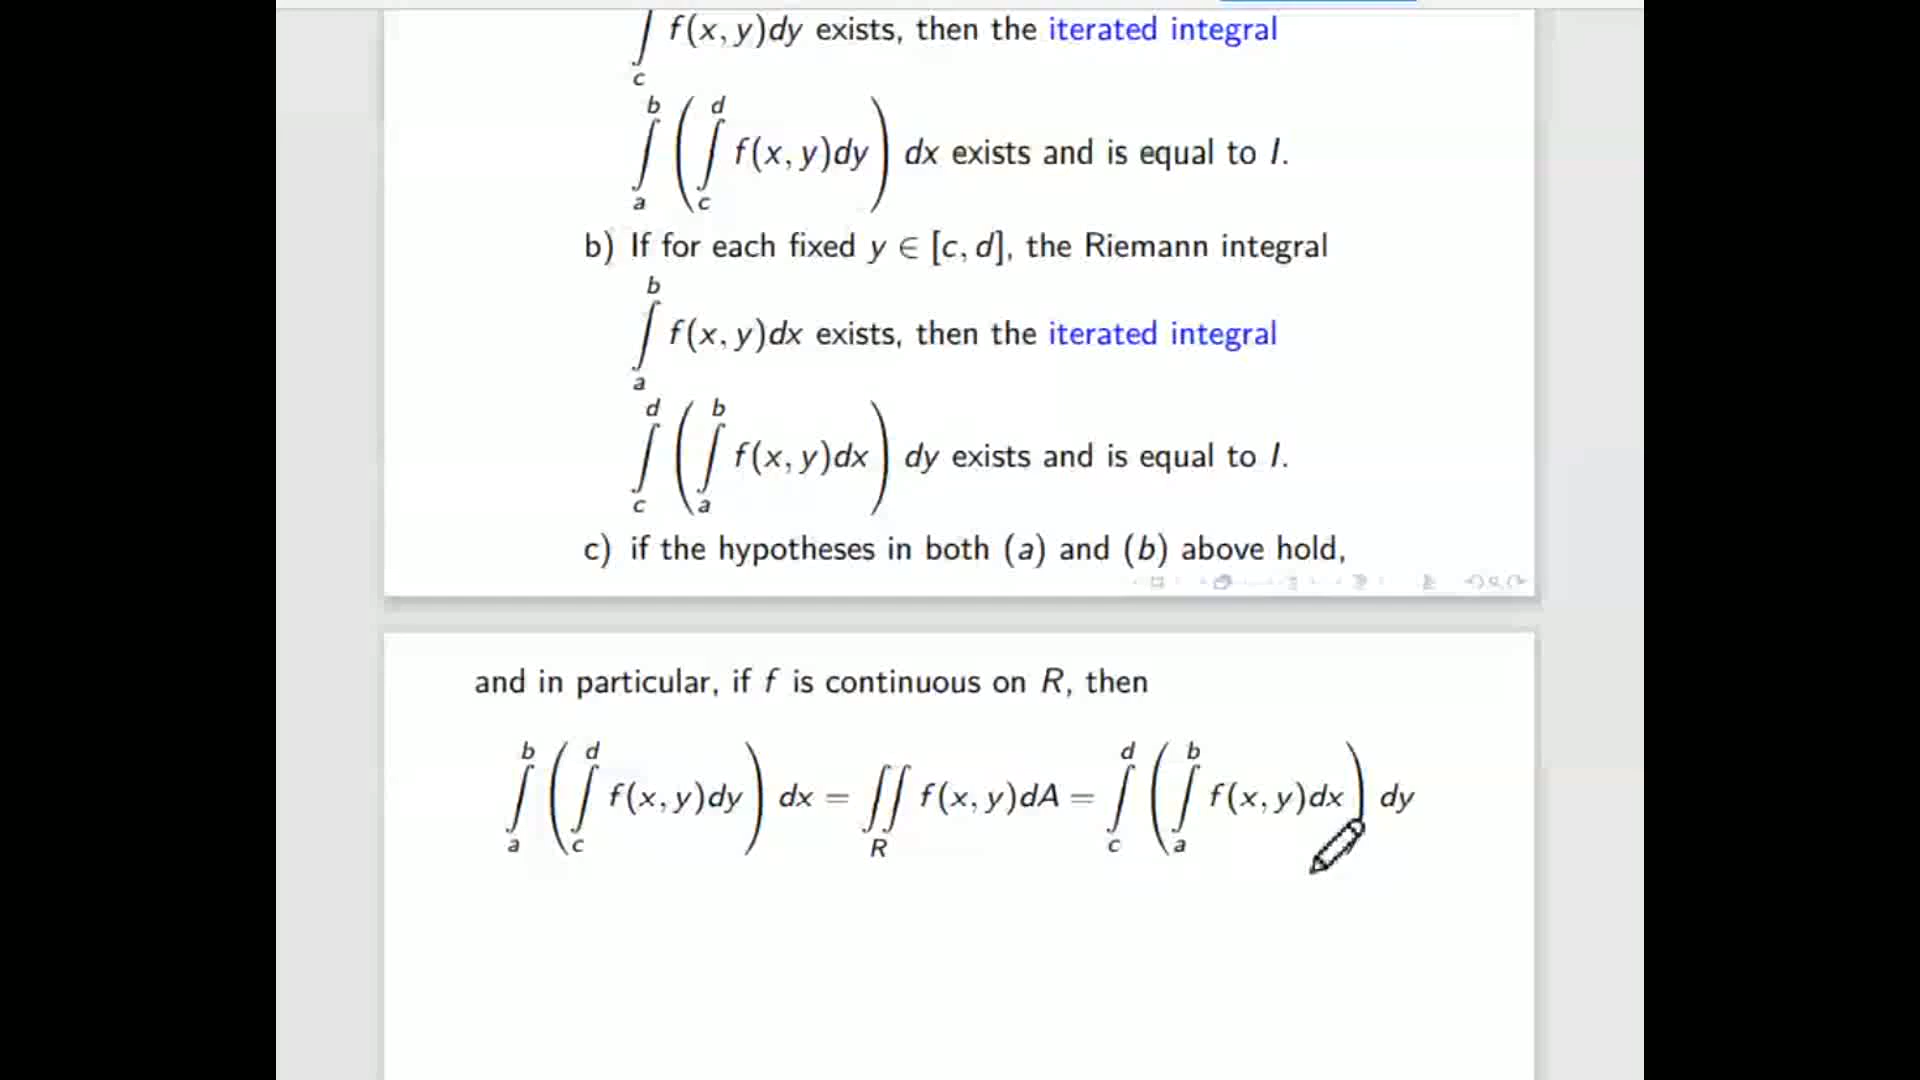 ∫_c f(x, y)dy exists, then the iterated integral
∫_a^b (∫_c^d f(x, y)dy) dx exists and is equal to I.
b) If for each fixed y ∈ [c, d], the Riemann integral
∫_a^b f(x, y)dx exists, then the iterated integral
∫_c^d (∫_a^b f(x, y)dx) dy exists and is equal to I.
c) if the hypotheses in both (a) and (b) above hold,
and in particular, if f is continuous on R, then
∫_a^b (∫_c^d f(x, y)dy) dx = ∬_R f(x, y)dA = ∫_c^d (∫_a^b f(x, y)dx) dy